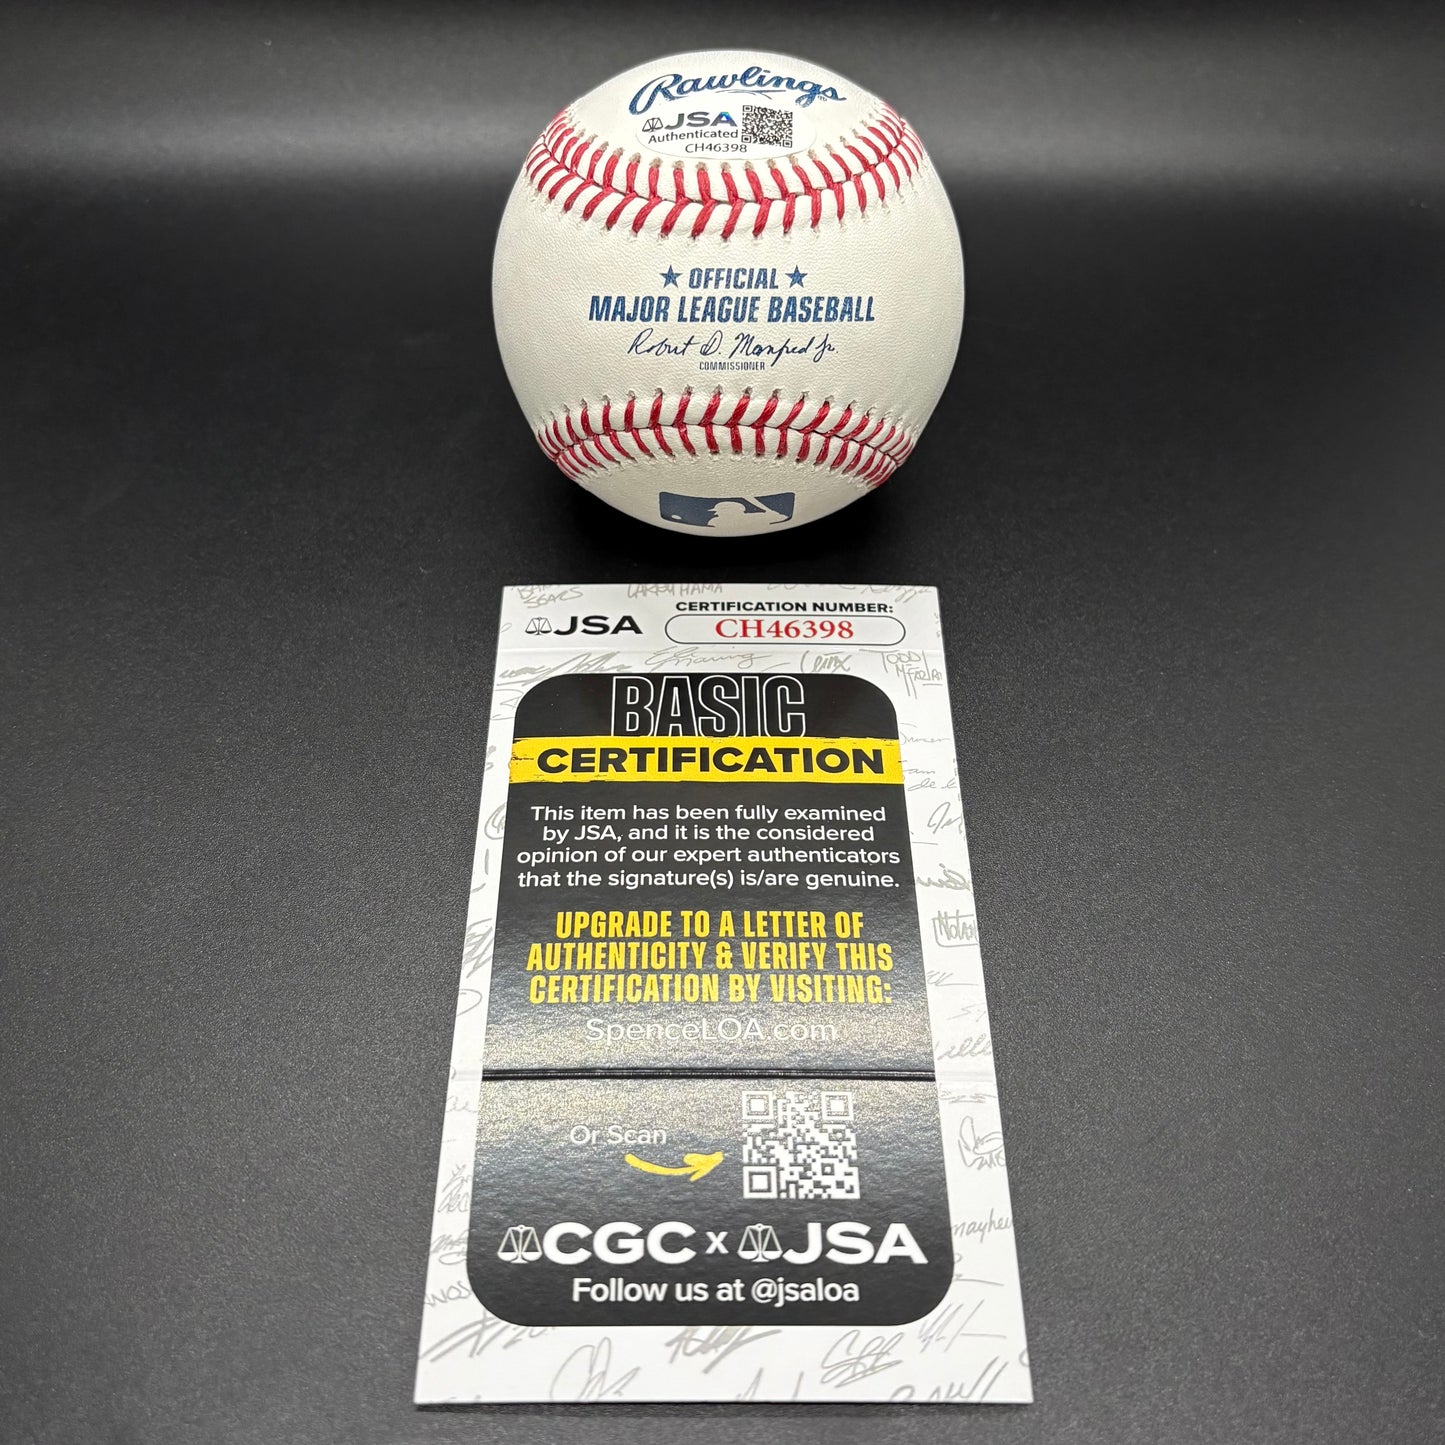 Rawlings
JSA
Authenticated
CH46398
OFFICIAL
MAJOR LEAGUE BASEBALL
Robert D. Manfred Jr.
COMMISSIONER
JSA
CERTIFICATION NUMBER:
CH46398
BASIC
CERTIFICATION
This item has been fully examined
by JSA, and it is the considered
opinion of our expert authenticators
that the signature(s) is/are genuine.
UPGRADE TO A LETTER OF
AUTHENTICITY & VERIFY THIS
CERTIFICATION BY VISITING:
SpenceLOA.com
Or Scan
CGC x JSA
Follow us at @jsaloa